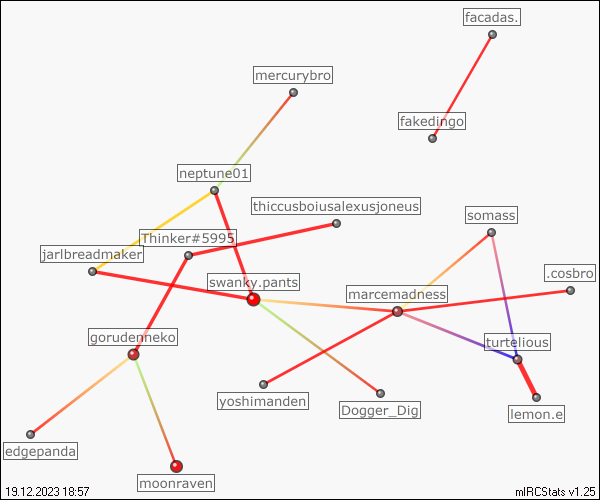 facadas.
mercurybro
fakedingo
neptune01
thiccusboiusalexusjoneus
somass
Thinker#5995
jarlbreadmaker
.cosbro
swanky.pants
marcemadness
gorudenneko
turtelious
yoshimanden
Dogger_Dig
lemon.e
edgepanda
moonraven
19.12.2023 18:57
mIRCStats v1.25